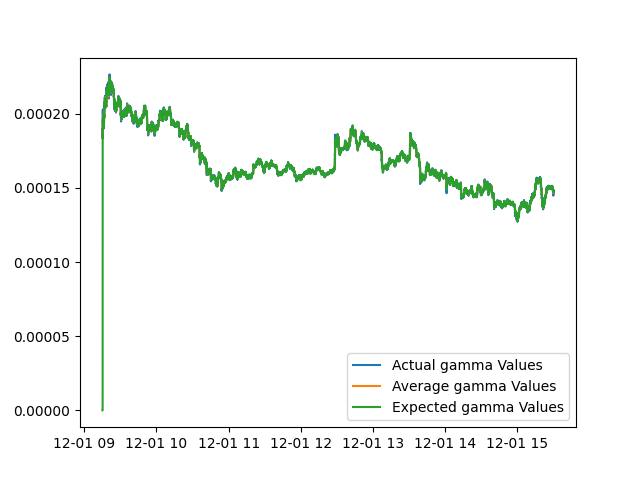 0.00020
0.00015
0.00010
0.00005
0.00000
12-01 09 12-01 10 12-01 11 12-01 12 12-01 13 12-01 14 12-01 15
Actual gamma Values
Average gamma Values
Expected gamma Values